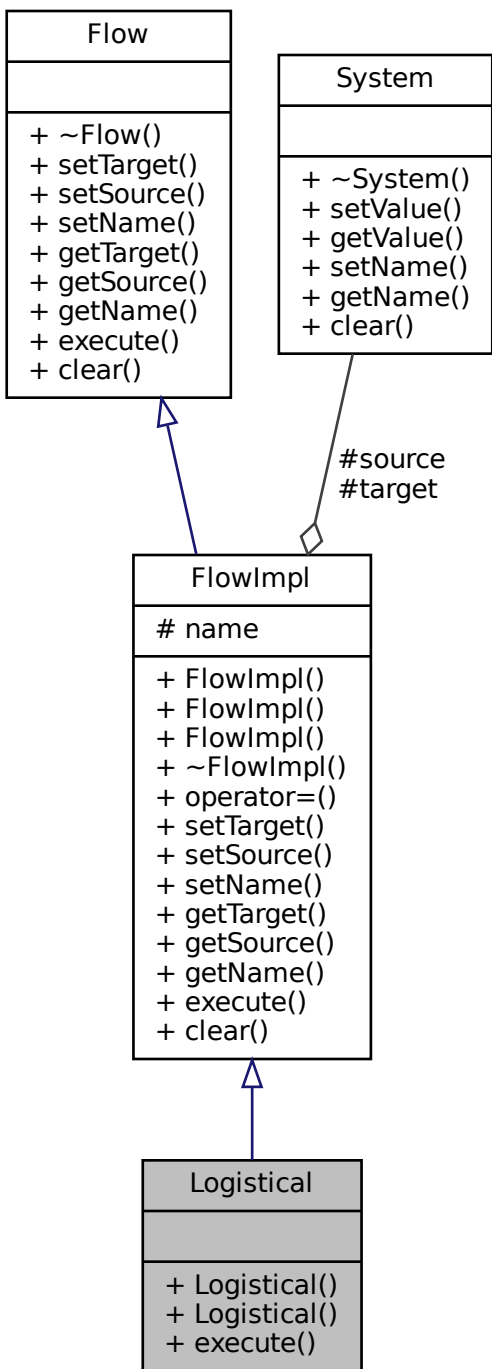 Flow
+ ~Flow()
+ setTarget()
+ setSource()
+ setName()
+ getTarget()
+ getSource()
+ getName()
+ execute()
+ clear()
System
+ ~System()
+ setValue()
+ getValue()
+ setName()
+ getName()
+ clear()
#source
#target
FlowImpl
# name
+ FlowImpl()
+ FlowImpl()
+ FlowImpl()
+ ~FlowImpl()
+ operator=()
+ setTarget()
+ setSource()
+ setName()
+ getTarget()
+ getSource()
+ getName()
+ execute()
+ clear()
Logistical
+ Logistical()
+ Logistical()
+ execute()